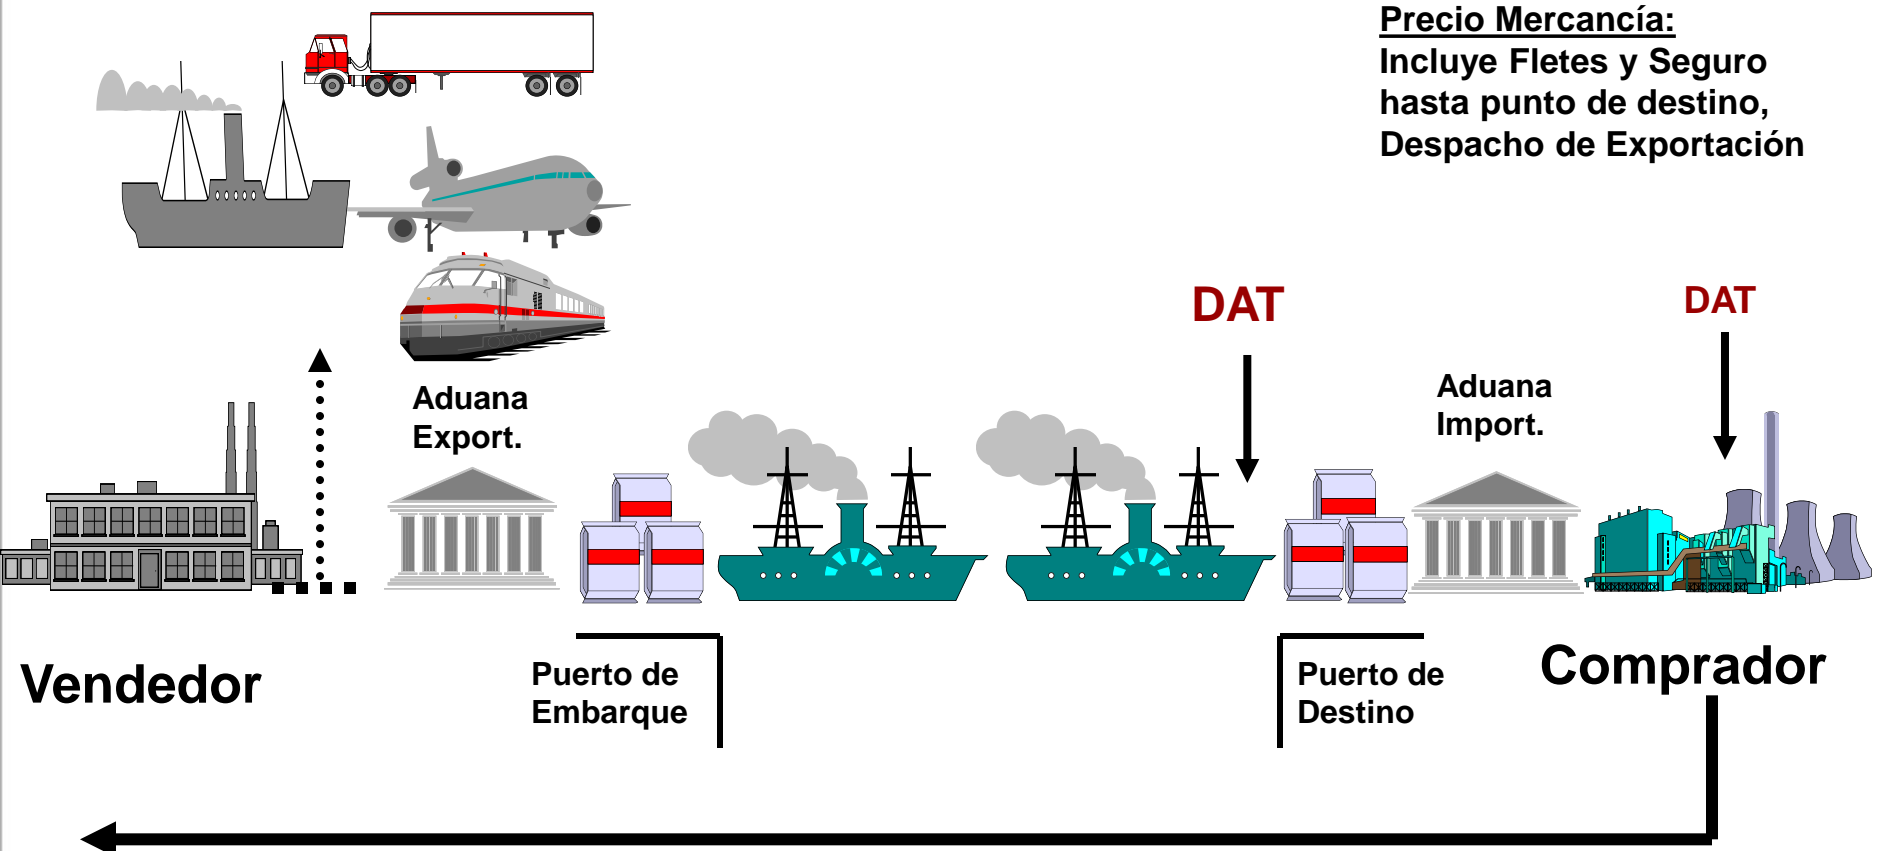 Precio Mercancía:
Incluye Fletes y Seguro
hasta punto de destino,
Despacho de Exportación
DAT
DAT
Aduana
Export.
Aduana
Import.
Vendedor
Puerto de
Embarque
Puerto de
Destino
Comprador